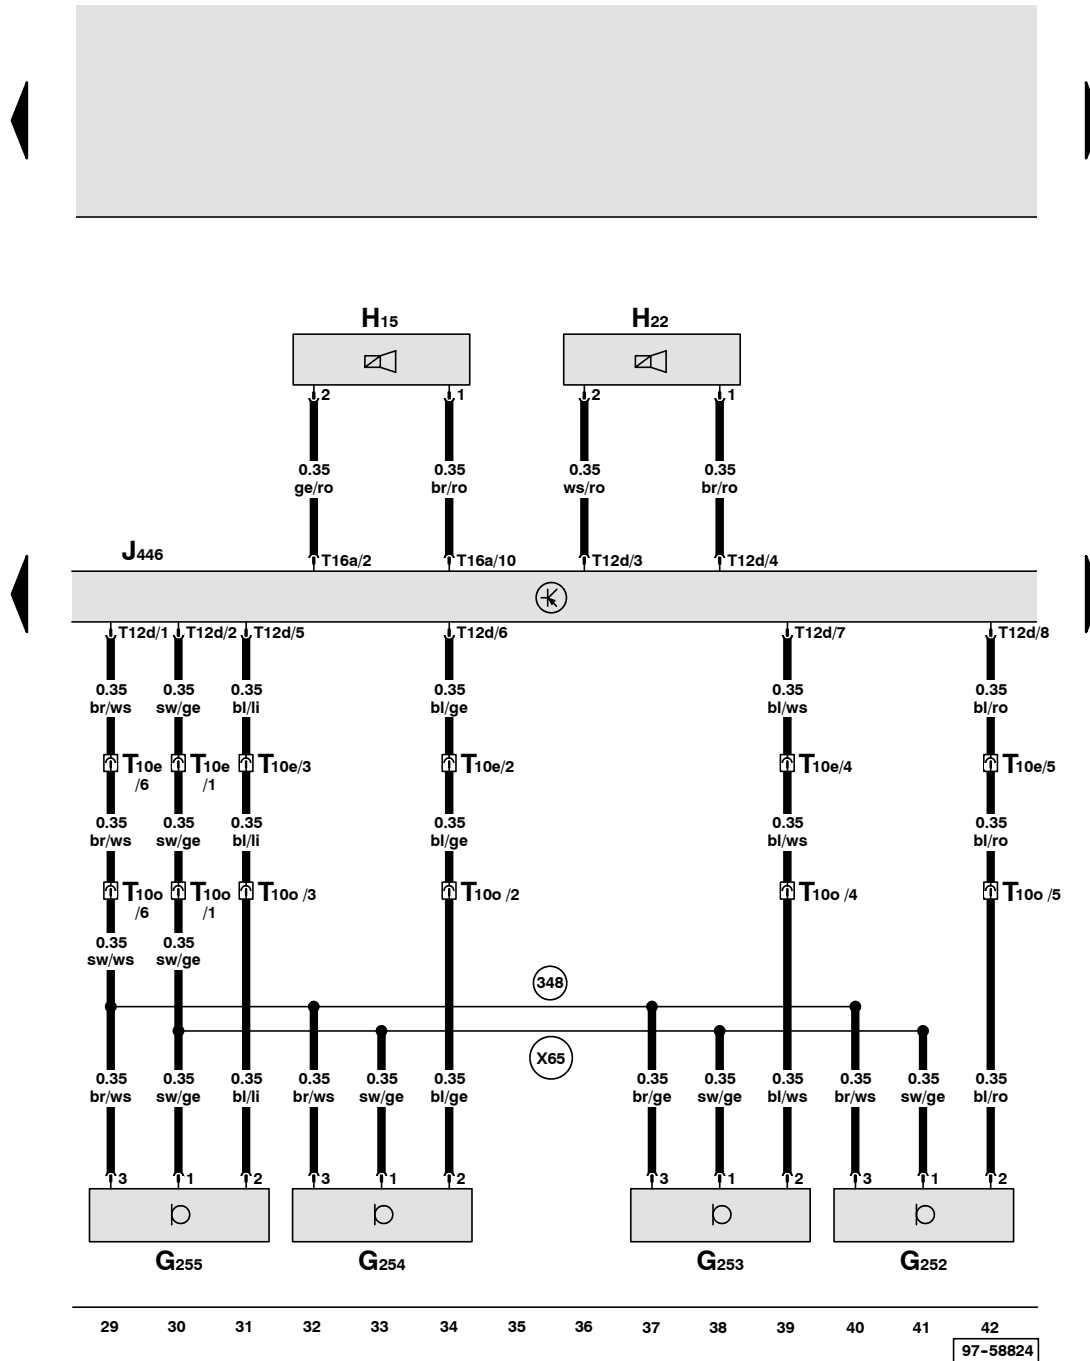 H15 H22
2 1 2 1
0.35 0.35 0.35 0.35
ge/ro br/ro ws/ro br/ro
J446
T16a/2 T16a/10 T12d/3 T12d/4
T12d/1 T12d/2 T12d/5 T12d/6 T12d/7 T12d/8
0.35 0.35 0.35 0.35 0.35 0.35
br/ws sw/ge bl/li bl/ge bl/ws bl/ro
T10e T10e T10e/3 T10e/2 T10e/4 T10e/5
/6 /1
0.35 0.35 0.35 0.35 0.35 0.35
br/ws sw/ge bl/li bl/ge bl/ws bl/ro
T10o T10o T10o /3 T10o /2 T10o /4 T10o /5
/6 /1
0.35 0.35
sw/ws sw/ge
348
X65
0.35 0.35 0.35 0.35 0.35 0.35 0.35 0.35 0.35 0.35 0.35 0.35
br/ws sw/ge bl/li br/ws sw/ge bl/ge br/ge sw/ge bl/ws br/ws sw/ge bl/ro
3 1 2 3 1 2 3 1 2 3 1 2
G255 G254 G253 G252
29 30 31 32 33 34 35 36 37 38 39 40 41 42
97-58824